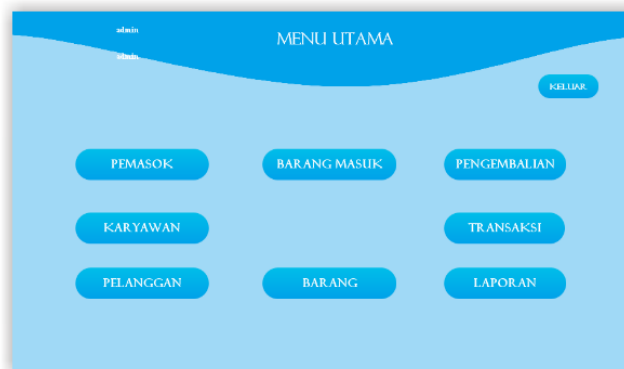 admin
MENU UTAMA
admin
KELUAR
PEMASOK
BARANG MASUK
PENGEMBALIAN
KARYAWAN
TRANSAKSI
PELANGGAN
BARANG
LAPORAN